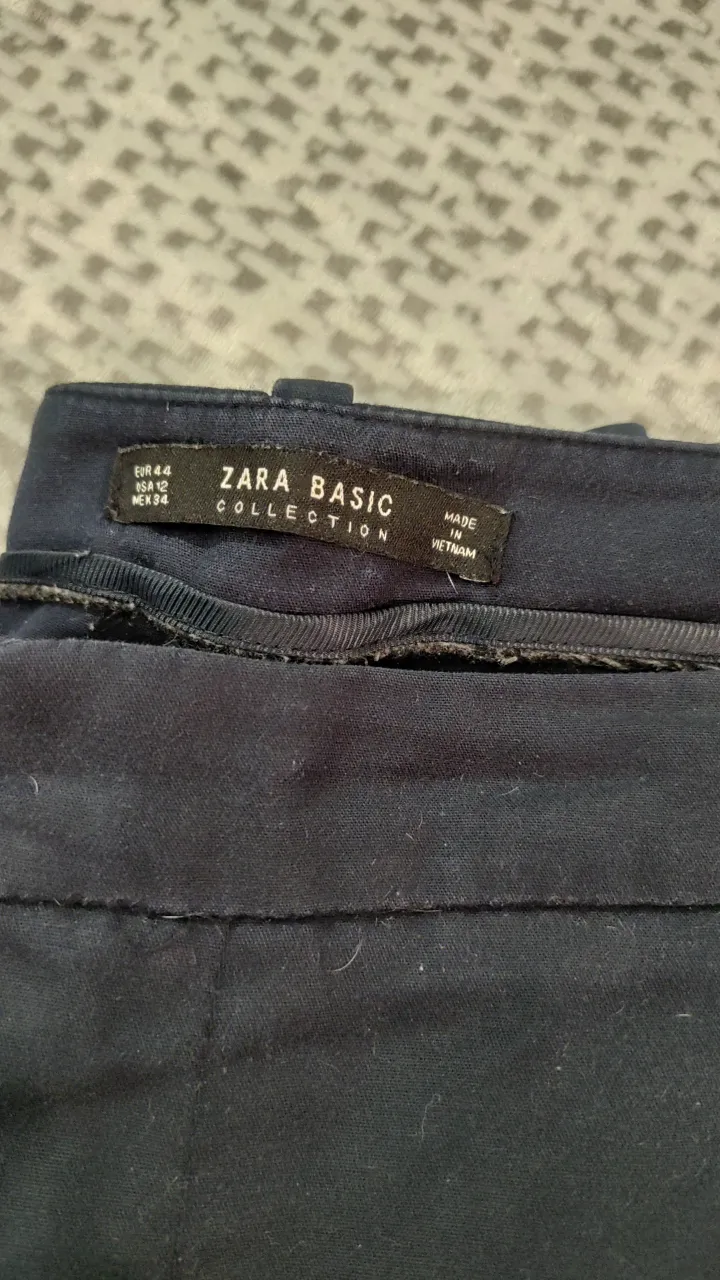 EUR 44
USA 12
MEX 34
ZARA BASIC
COLLECTION
MADE
IN
VIETNAM